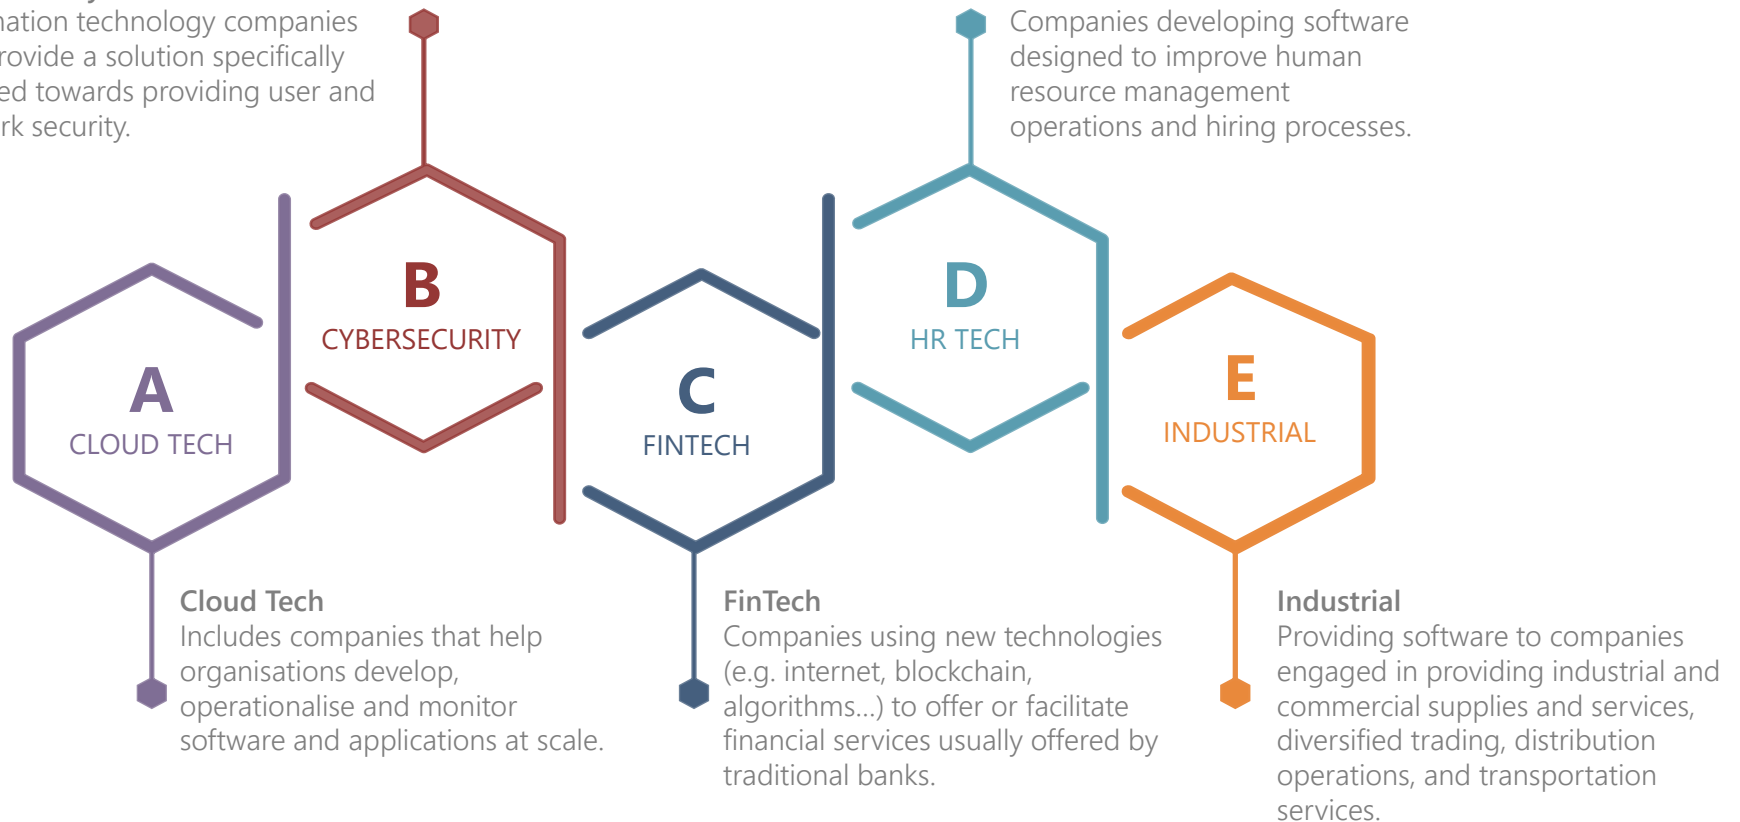 nation technology companies
rovide a solution specifically
ed towards providing user and
rk security.
Companies developing software
designed to improve human
resource management
operations and hiring processes.
B
CYBERSECURITY
D
HR TECH
A
CLOUD TECH
C
FINTECH
E
INDUSTRIAL
Cloud Tech
Includes companies that help
organisations develop,
operationalise and monitor
software and applications at scale.
FinTech
Companies using new technologies
(e.g. internet, blockchain,
algorithms...) to offer or facilitate
financial services usually offered by
traditional banks.
Industrial
Providing software to companies
engaged in providing industrial and
commercial supplies and services,
diversified trading, distribution
operations, and transportation
services.